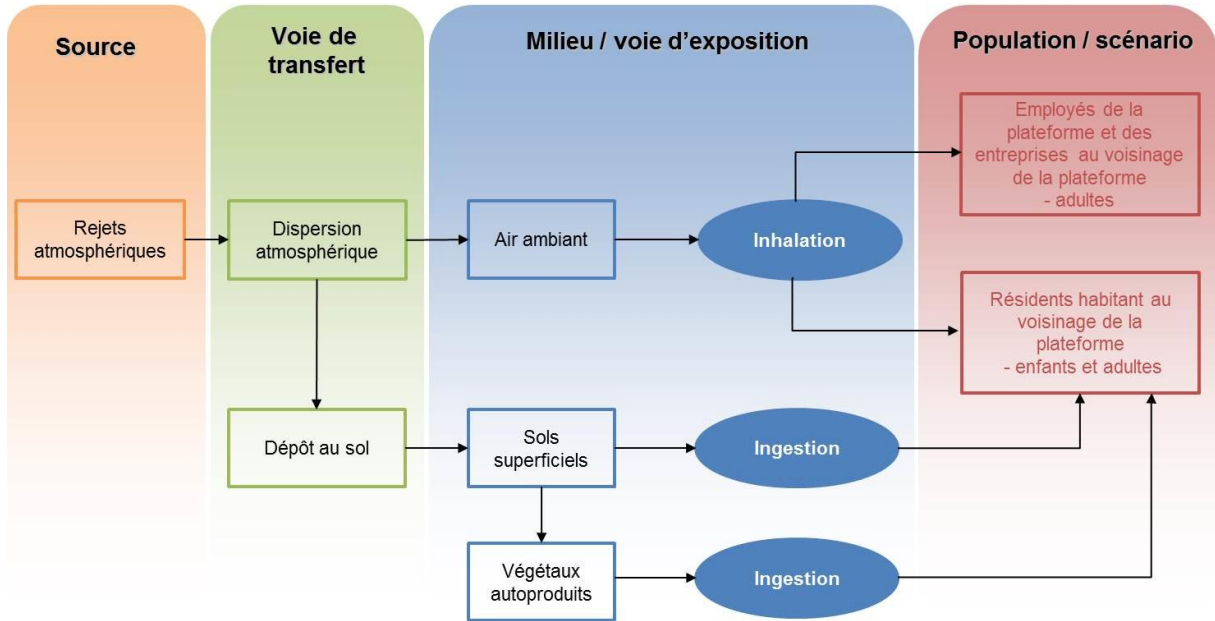 Source
Voie de
transfert
Milieu / voie d’exposition
Population / scénario
Employés de la
plateforme et des
entreprises au voisinage
de la plateforme
- adultes
Rejets
atmosphériques
Dispersion
atmosphérique
Air ambiant
Inhalation
Résidents habitant au
voisinage de la
plateforme
- enfants et adultes
Dépôt au sol
Sols
superficiels
Ingestion
Végétaux
autoproduits
Ingestion